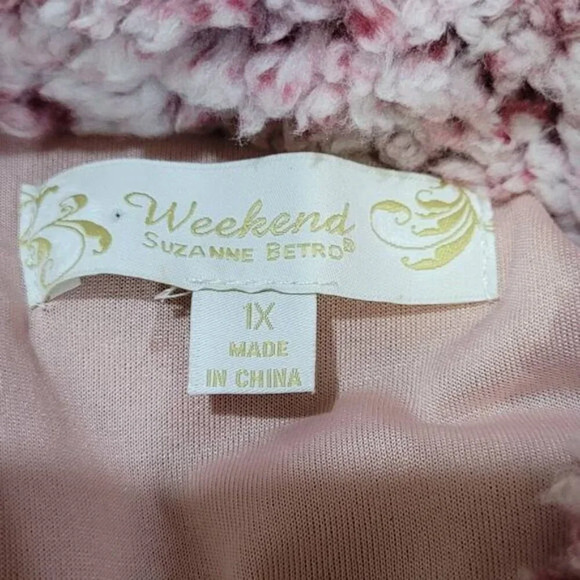 Weekend
SUZANNE BETRO®
1X
MADE
IN CHINA